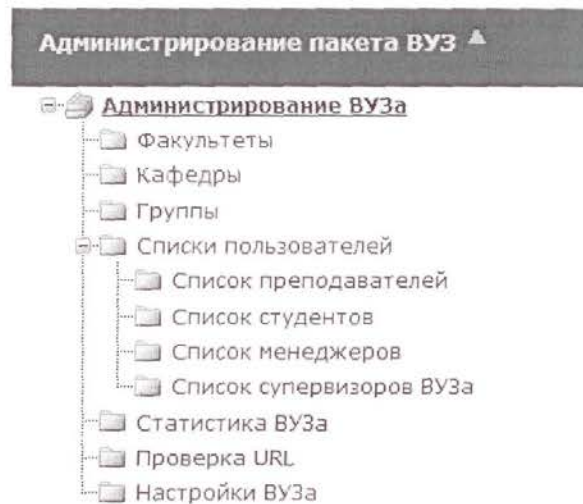 Администрирование пакета ВУЗ
Администрирование ВУЗа
Факультеты
Кафедры
Группы
Списки пользователей
Список преподавателей
Список студентов
Список менеджеров
Список супервизоров ВУЗа
Статистика ВУЗа
Проверка URL
Настройки ВУЗа